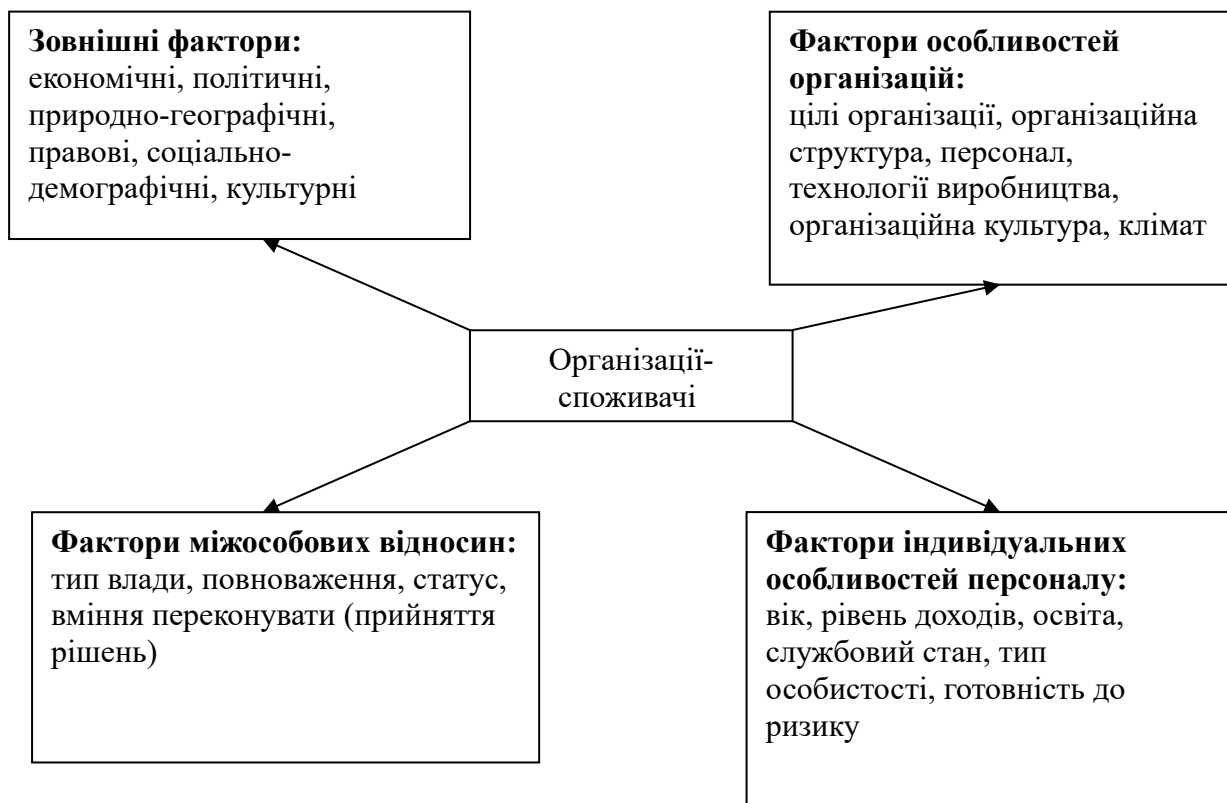 Зовнішні фактори:
економічні, політичні,
природно-географічні,
правові, соціально-
демографічні, культурні
Фактори особливостей
організацій:
цілі організації, організаційна
структура, персонал,
технології виробництва,
організаційна культура, клімат
Організації-
споживачі
Фактори міжособових відносин:
тип влади, повноваження, статус,
вміння переконувати (прийняття
рішень)
Фактори індивідуальних
особливостей персоналу:
вік, рівень доходів, освіта,
службовий стан, тип
особистості, готовність до
ризику